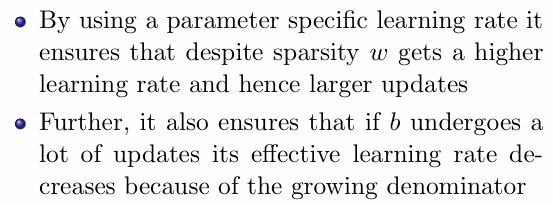 By using a parameter specific learning rate it
ensures that despite sparsity w gets a higher
learning rate and hence larger updates
Further, it also ensures that if b undergoes a
lot of updates its effective learning rate de-
creases because of the growing denominator